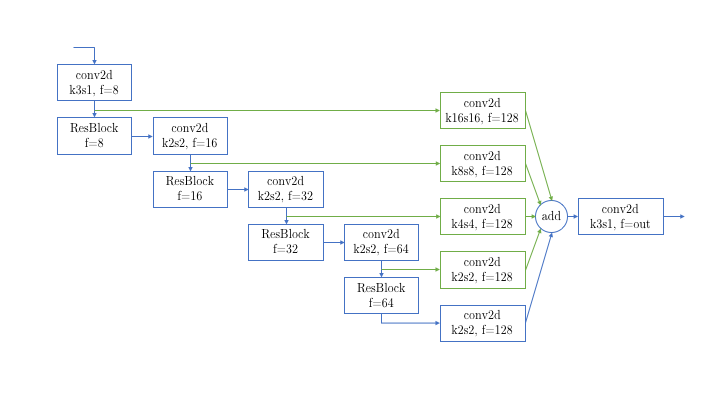 conv2d
k3s1, f=8
ResBlock
f=8
conv2d
k2s2, f=16
ResBlock
f=16
conv2d
k2s2, f=32
ResBlock
f=32
conv2d
k2s2, f=64
ResBlock
f=64
conv2d
k16s16, f=128
conv2d
k8s8, f=128
conv2d
k4s4, f=128
conv2d
k2s2, f=128
conv2d
k2s2, f=128
add
conv2d
k3s1, f=out